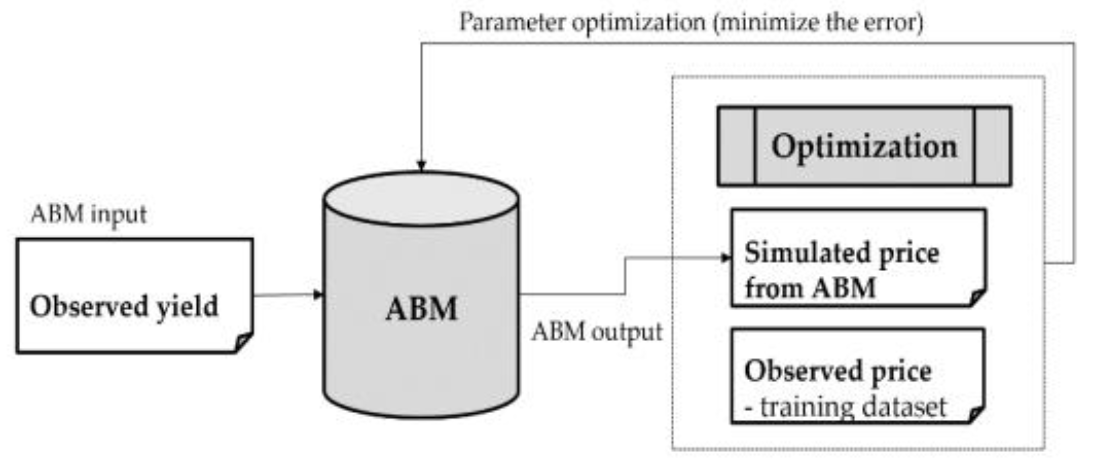 Parameter optimization (minimize the error)
Optimization
ABM input
Observed yield
ABM
ABM output
Simulated price
from ABM
Observed price
- training dataset